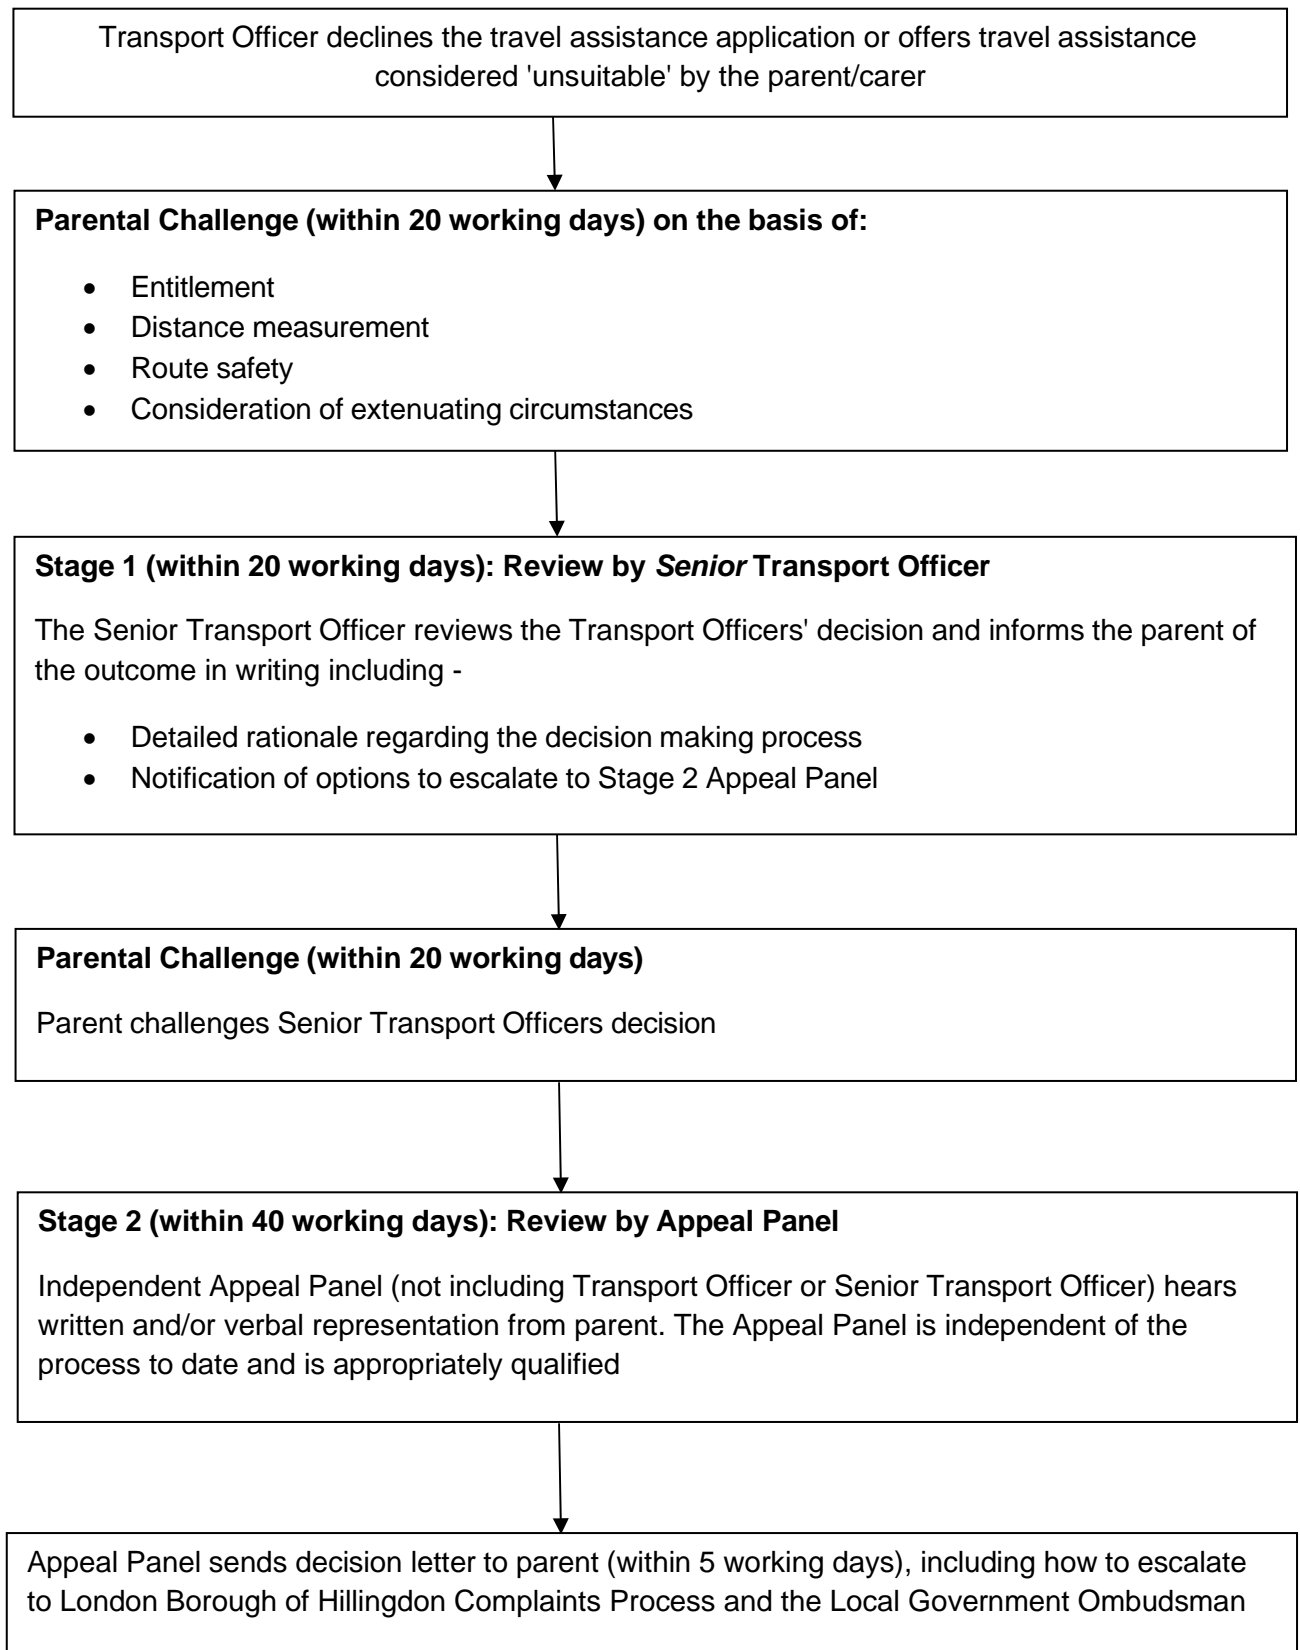 Transport Officer declines the travel assistance application or offers travel assistance
considered 'unsuitable' by the parent/carer
Parental Challenge (within 20 working days) on the basis of:
• Entitlement
• Distance measurement
• Route safety
• Consideration of extenuating circumstances
Stage 1 (within 20 working days): Review by Senior Transport Officer
The Senior Transport Officer reviews the Transport Officers' decision and informs the parent of
the outcome in writing including -
• Detailed rationale regarding the decision making process
• Notification of options to escalate to Stage 2 Appeal Panel
Parental Challenge (within 20 working days)
Parent challenges Senior Transport Officers decision
Stage 2 (within 40 working days): Review by Appeal Panel
Independent Appeal Panel (not including Transport Officer or Senior Transport Officer) hears
written and/or verbal representation from parent. The Appeal Panel is independent of the
process to date and is appropriately qualified
Appeal Panel sends decision letter to parent (within 5 working days), including how to escalate
to London Borough of Hillingdon Complaints Process and the Local Government Ombudsman